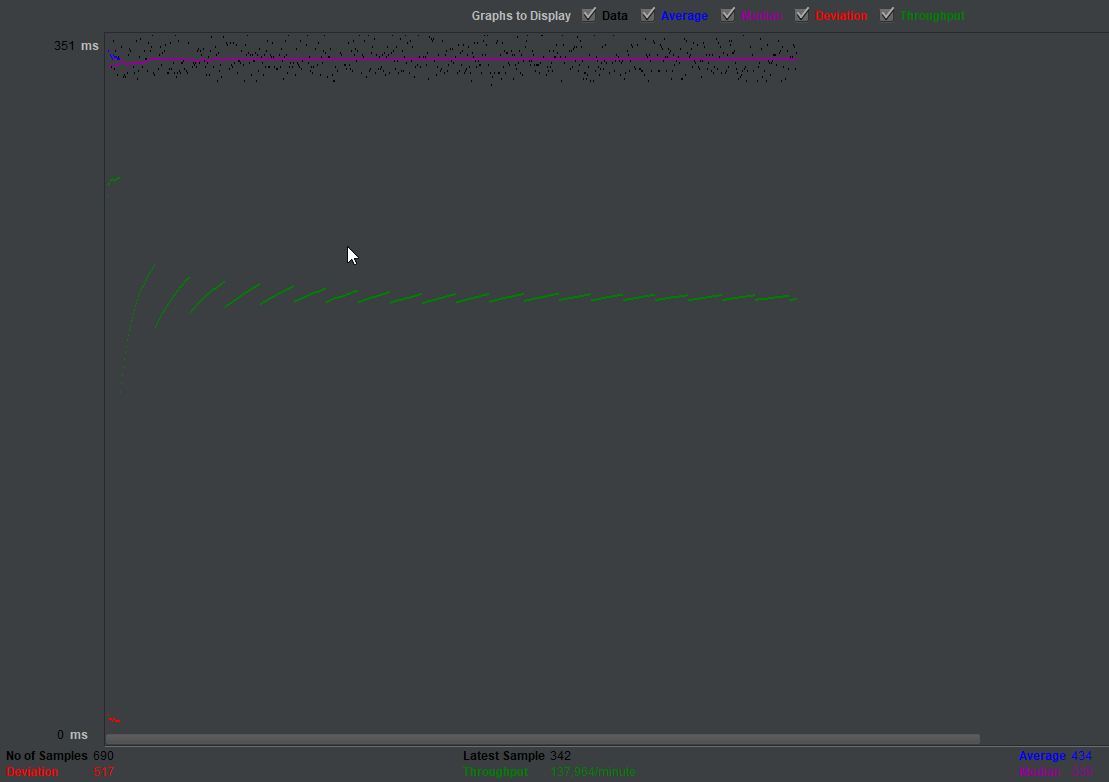 Graphs to Display Data Average Median Deviation Throughput
351 ms
0 ms
No of Samples 690 Latest Sample 342 Average 434
Deviation 517 Throughput 137.964/minute Median